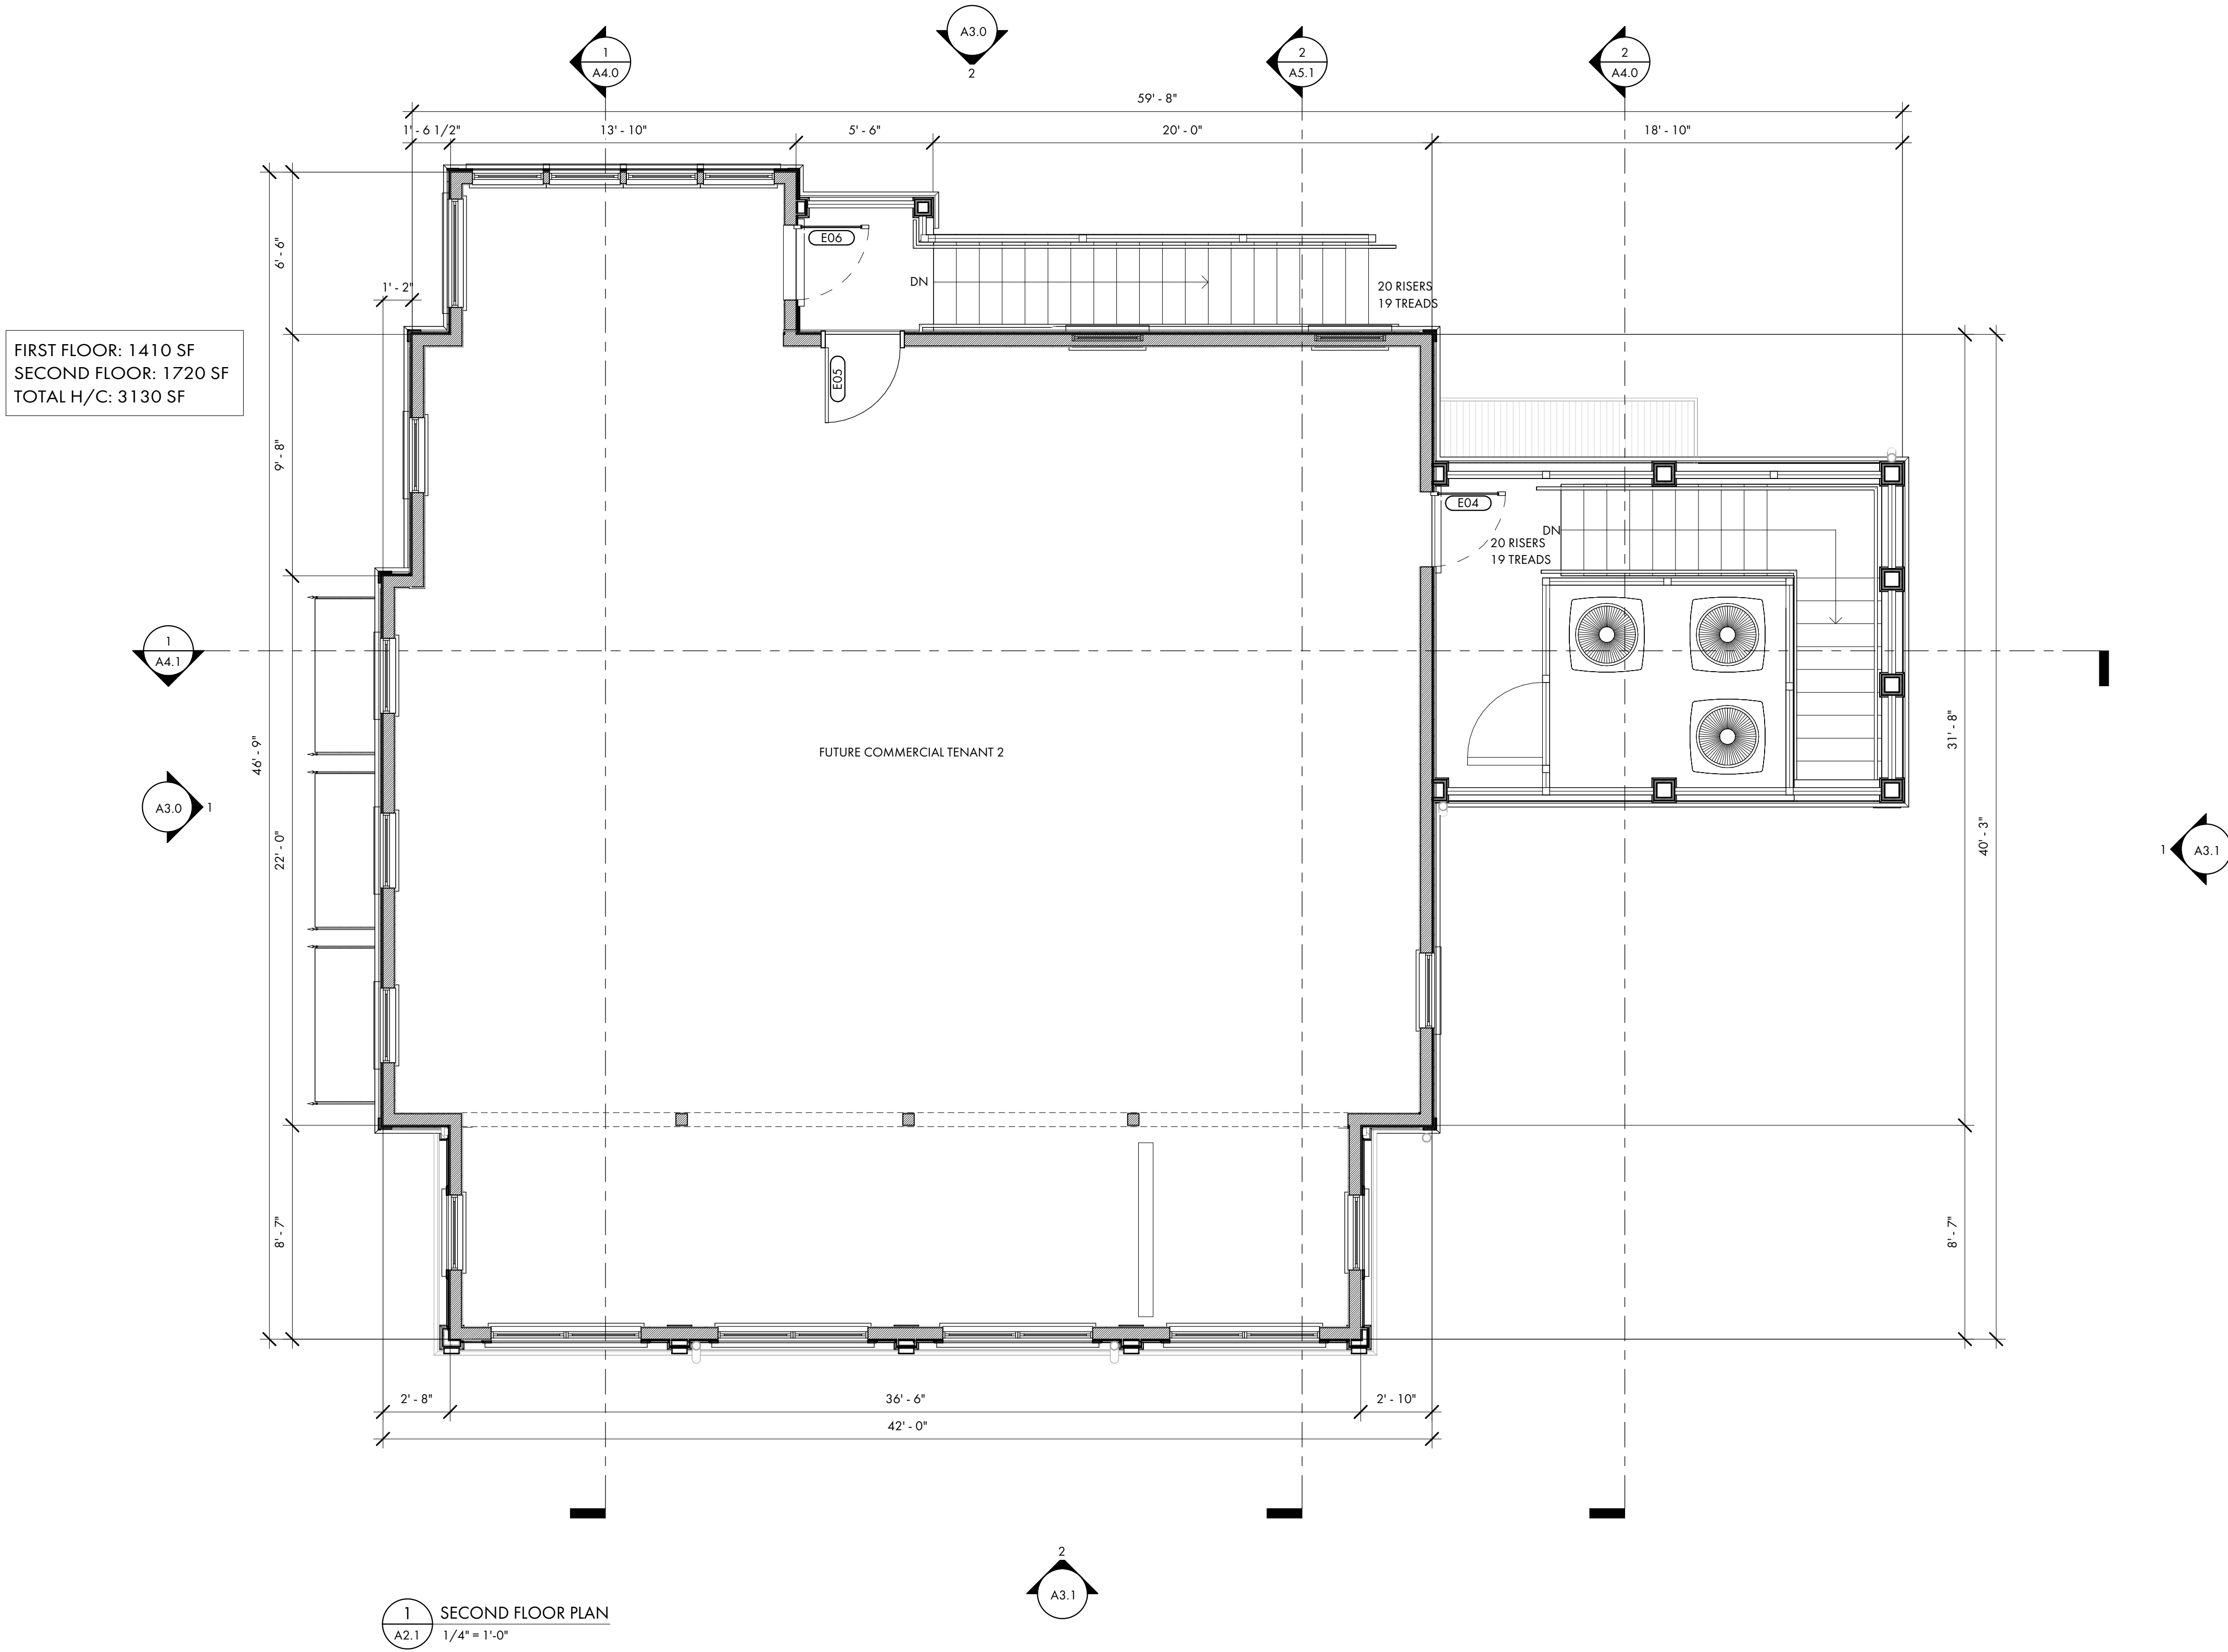 A3.0
2
1
A4.0
2
A5.1
2
A4.0
59' - 8"
1' - 6 1/2"
13' - 10"
5' - 6"
20' - 0"
18' - 10"
6' - 6"
1' - 2"
E06
DN
20 RISERS
19 TREADS
FIRST FLOOR: 1410 SF
SECOND FLOOR: 1720 SF
TOTAL H/C: 3130 SF
E05
9' - 8"
E04
DN
20 RISERS
19 TREADS
1
A4.1
46' - 9"
FUTURE COMMERCIAL TENANT 2
31' - 8"
A3.0
1
22' - 0"
40' - 3"
1
A3.1
8' - 7"
8' - 7"
2' - 8"
36' - 6"
2' - 10"
42' - 0"
2
A3.1
1
SECOND FLOOR PLAN
A2.1
1/4" = 1'-0"